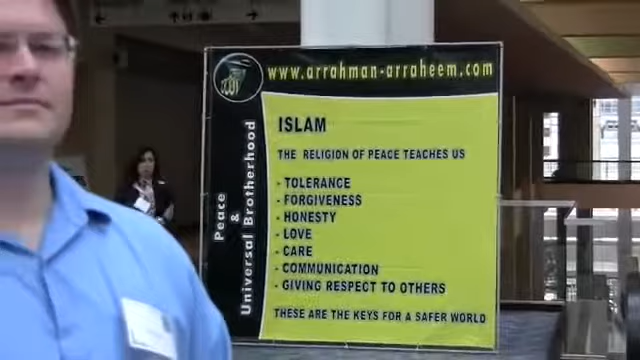 www.arrahman-arraheem.com
Peace
&
Universal Brotherhood
ISLAM
THE RELIGION OF PEACE TEACHES US
- TOLERANCE
- FORGIVENESS
- HONESTY
- LOVE
- CARE
- COMMUNICATION
- GIVING RESPECT TO OTHERS
THESE ARE THE KEYS FOR A SAFER WORLD